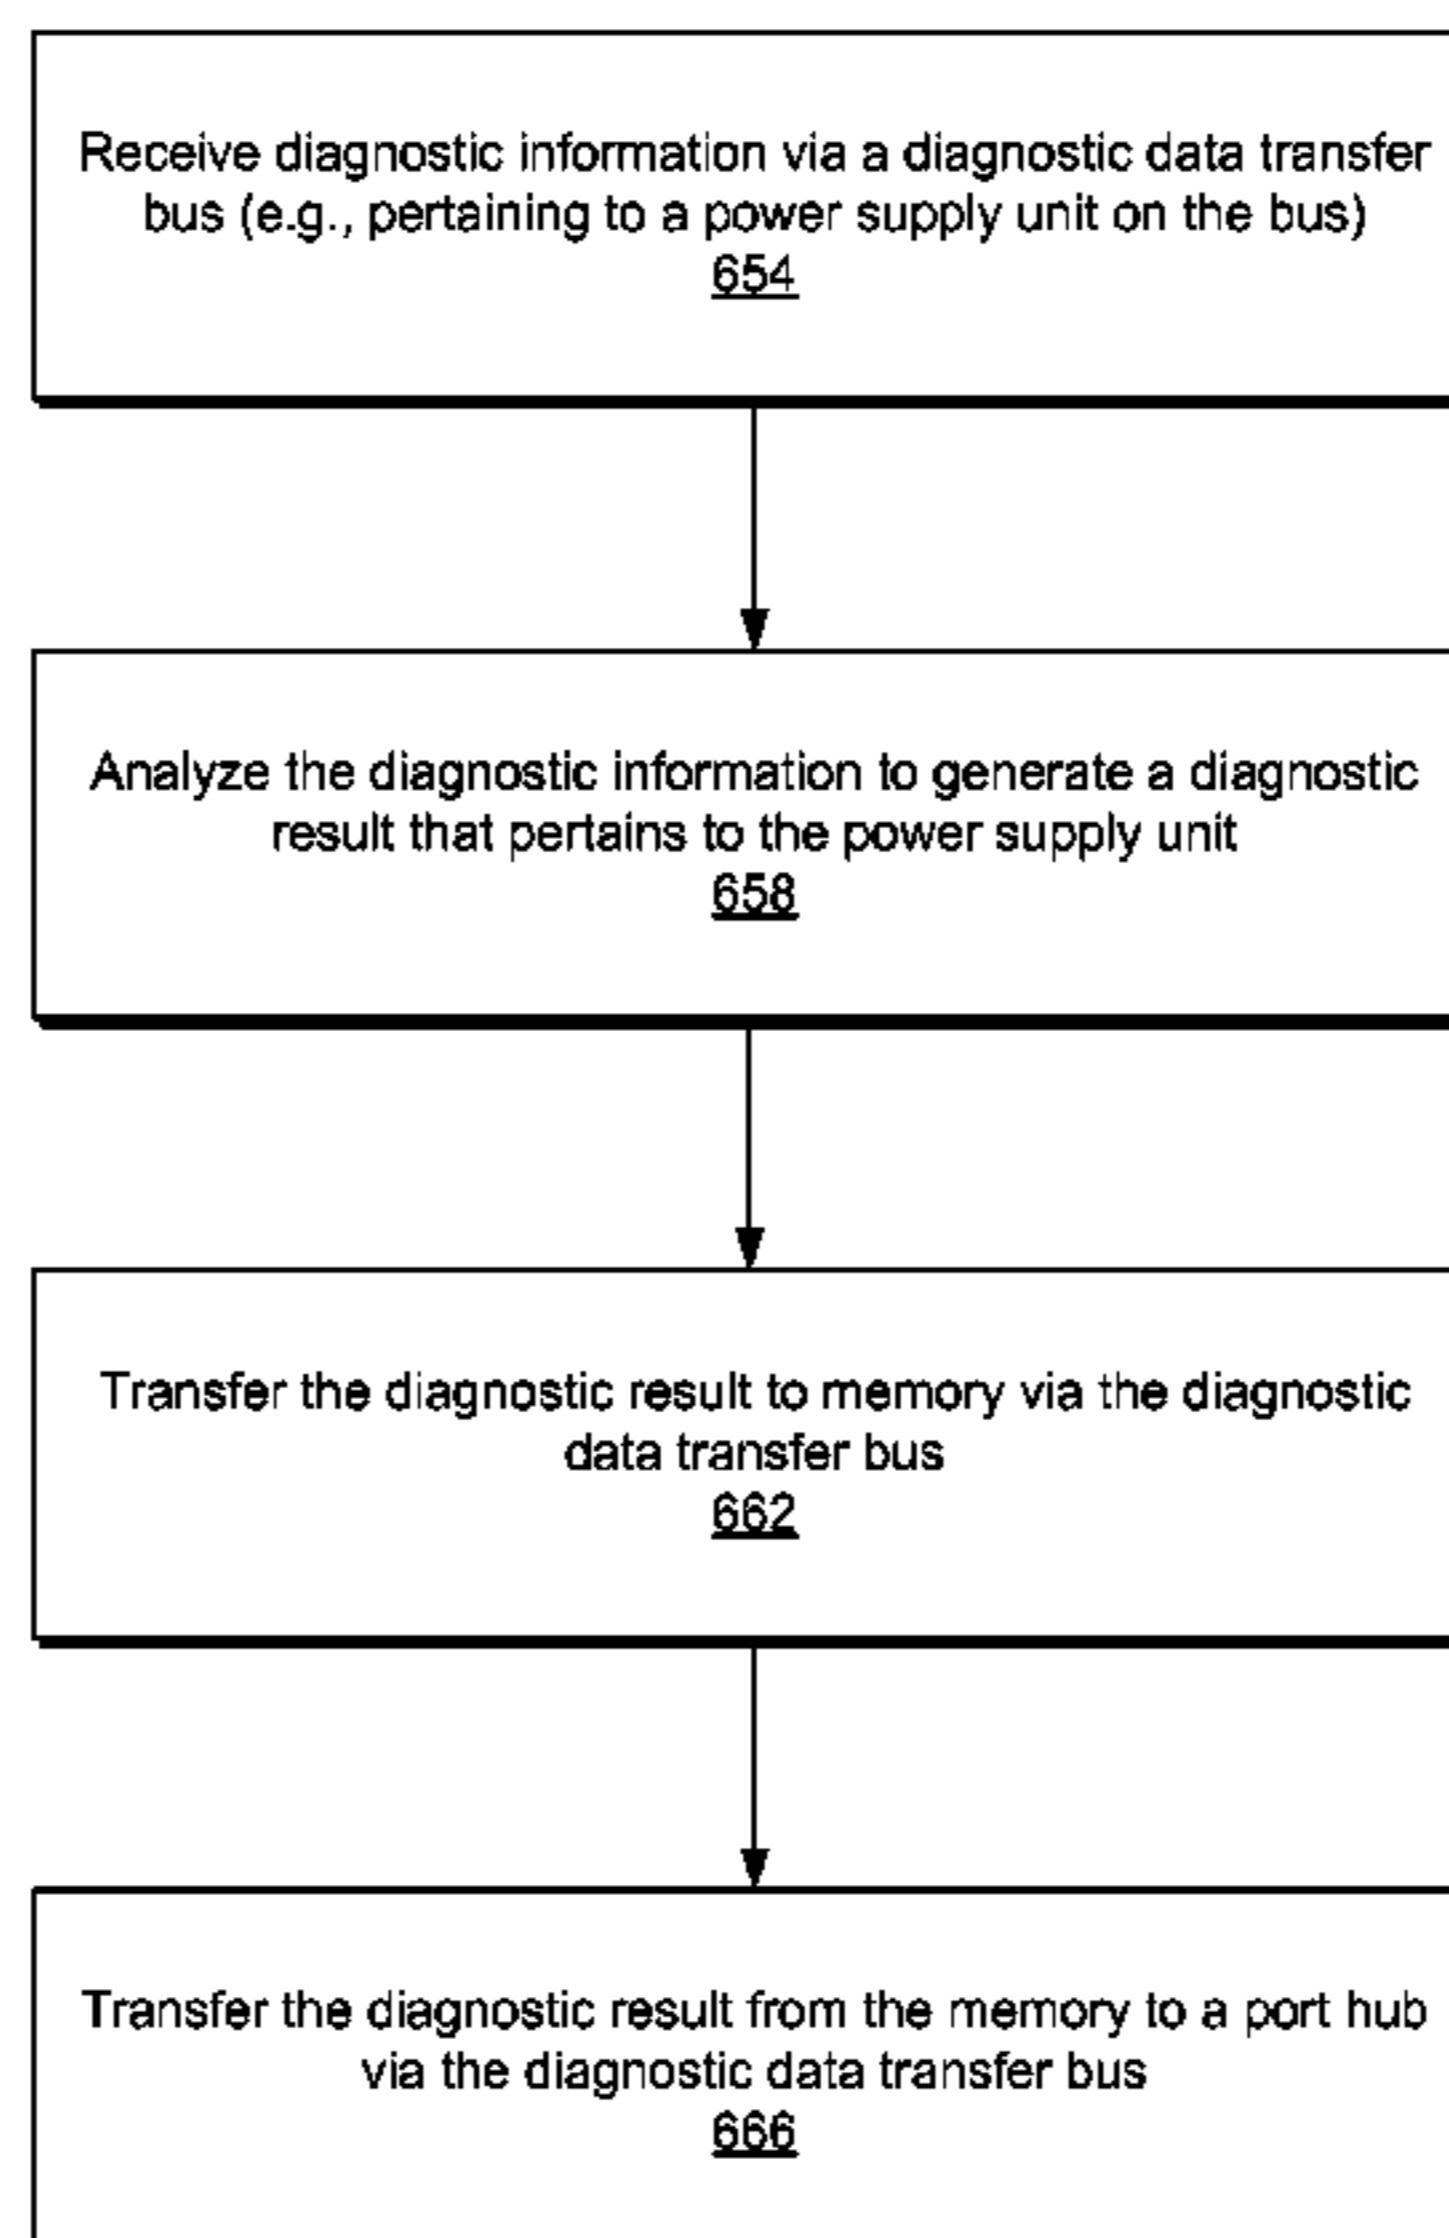 Receive diagnostic information via a diagnostic data transfer
bus (e.g., pertaining to a power supply unit on the bus)
654
Analyze the diagnostic information to generate a diagnostic
result that pertains to the power supply unit
658
Transfer the diagnostic result to memory via the diagnostic
data transfer bus
662
Transfer the diagnostic result from the memory to a port hub
via the diagnostic data transfer bus
666